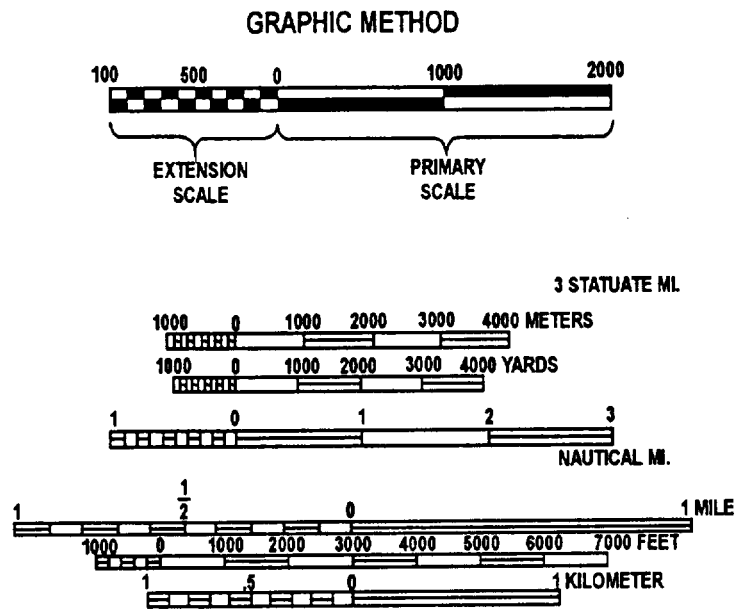 GRAPHIC METHOD
100 500 0 1000 2000
EXTENSION SCALE
PRIMARY SCALE
3 STATUATE MI.
1000 0 1000 2000 3000 4000 METERS
1000 0 1000 2000 3000 4000 YARDS
1 0 1 2 3
NAUTICAL MI.
1 1/2 0 1 MILE
1000 0 1000 2000 3000 4000 5000 6000 7000 FEET
1 .5 0 1 KILOMETER